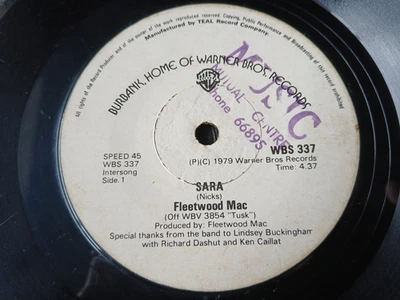 All rights of the Record Producer and of the owner of the work reproduced reserved. Copying, Public Performance and Broadcasting of this record prohibited.
Manufactured by TEAL Record Company.
BURBANK, HOME OF WARNER BROS. RECORDS
MUSIC
MUTUAL CENTRE
Phone 66895
WBS 337
SPEED 45
WBS 337
Intersong
Side. 1
(P)(C) 1979 Warner Bros Records
Time: 4.37
SARA
(Nicks)
Fleetwood Mac
(Off WBV 3854 "Tusk")
Produced by: Fleetwood Mac
Special thanks from the band to Lindsey Buckingham
with Richard Dashut and Ken Caillat